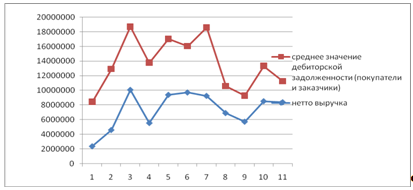 20000000
18000000
16000000
14000000
12000000
10000000
8000000
6000000
4000000
2000000
0
1 2 3 4 5 6 7 8 9 10 11
среднее значение
дебиторской
задолженности (покупатели
и заказчики)
нетто выручка